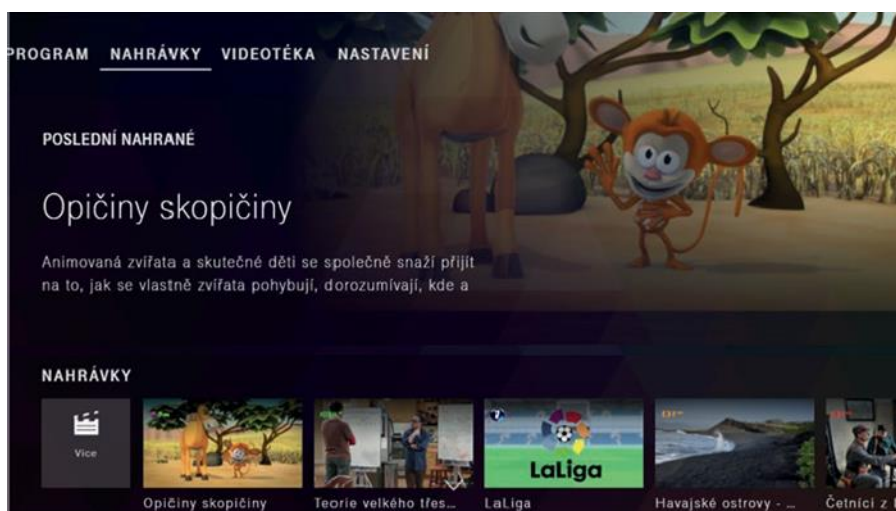 PROGRAM NAHRÁVKY VIDEOTÉKA NASTAVENÍ
POSLEDNÍ NAHRANÉ
Opičiny skopičiny
Animovaná zvířata a skutečné děti se společně snaží přijít
na to, jak se vlastně zvířata pohybují, dorozumívají, kde a
NAHRÁVKY
Více
LaLiga
Opičiny skopičiny Teorie velkého třes... LaLiga Havajské ostrovy - ... Četníci z